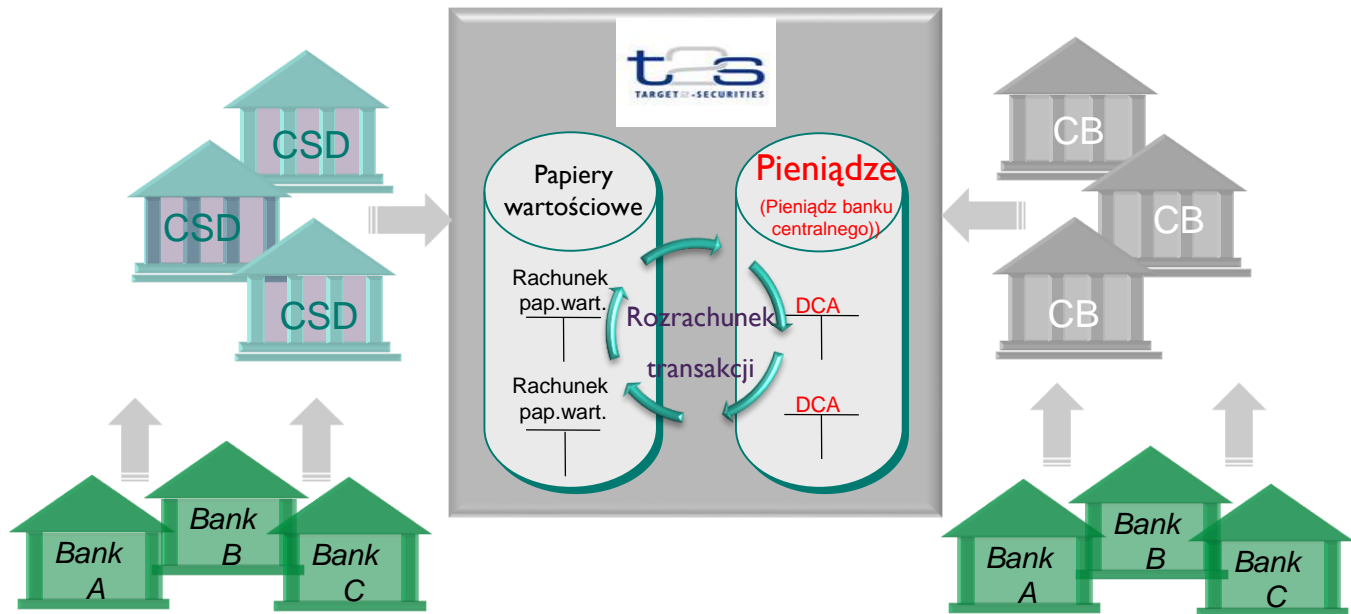 t2s
TARGET2-SECURITIES
CSD
CSD
CSD
Papiery
wartościowe
Pieniądze
(Pieniądz banku
centralnego))
Rachunek
pap.wart.
Rachunek
pap.wart.
Rozrachunek
transakcji
DCA
DCA
CB
CB
CB
Bank
A
Bank
B
Bank
C
Bank
A
Bank
B
Bank
C